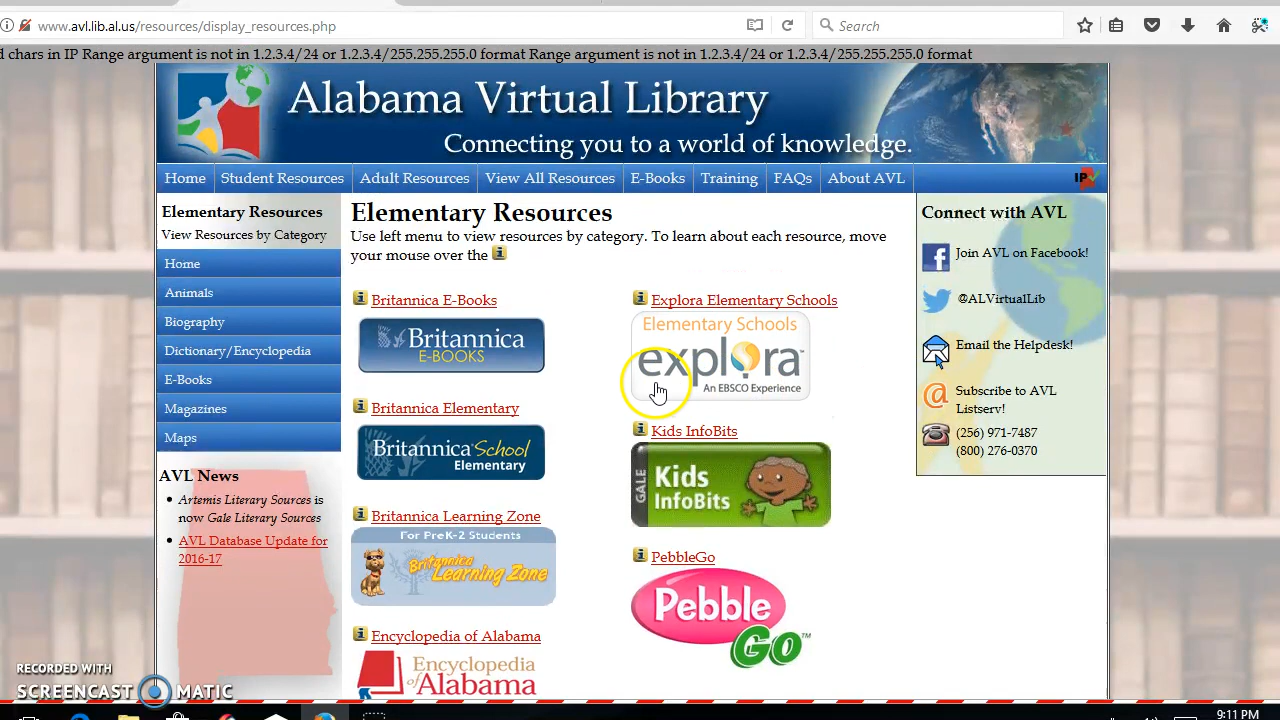 www.avl.lib.al.us/resources/display_resources.php
Search
d chars in IP Range argument is not in 1.2.3.4/24 or 1.2.3.4/255.255.255.0 format Range argument is not in 1.2.3.4/24 or 1.2.3.4/255.255.255.0 format
Alabama Virtual Library
Connecting you to a world of knowledge.
Home Student Resources Adult Resources View All Resources E-Books Training FAQs About AVL IP
Elementary Resources
View Resources by Category
Home
Animals
Biography
Dictionary/Encyclopedia
E-Books
Magazines
Maps
AVL News
• Artemis Literary Sources is
now Gale Literary Sources
• AVL Database Update for
2016-17
Elementary Resources
Use left menu to view resources by category. To learn about each resource, move
your mouse over the i
i Britannica E-Books
Britannica
E-BOOKS
i Britannica Elementary
Britannica School
Elementary
i Britannica Learning Zone
For PreK-2 Students
Britannica
Learning Zone
i Encyclopedia of Alabama
Encyclopedia
of Alabama
i Explora Elementary Schools
Elementary Schools
explora™
An EBSCO Experience
i Kids InfoBits
GALE
Kids
InfoBits
i PebbleGo
Pebble
GO™
Connect with AVL
Join AVL on Facebook!
@ALVirtualLib
Email the Helpdesk!
Subscribe to AVL
Listserv!
(256) 971-7487
(800) 276-0370
RECORDED WITH
SCREENCAST MATIC
9:11 PM